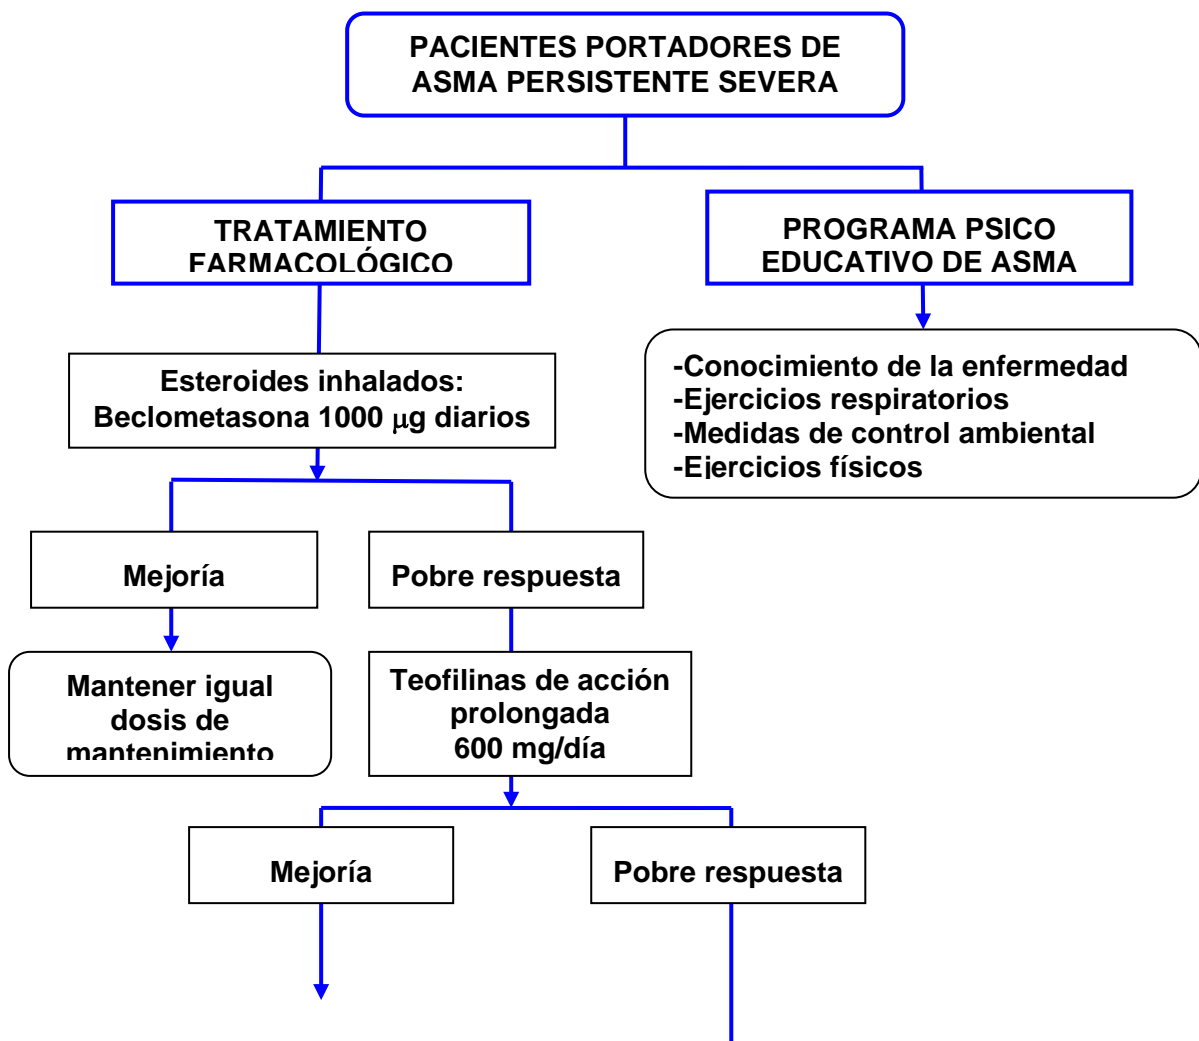 PACIENTES PORTADORES DE
ASMA PERSISTENTE SEVERA
TRATAMIENTO
FARMACOLÓGICO
PROGRAMA PSICO
EDUCATIVO DE ASMA
Esteroides inhalados:
Beclometasona 1000 μg diarios
-Conocimiento de la enfermedad
-Ejercicios respiratorios
-Medidas de control ambiental
-Ejercicios físicos
Mejoría
Pobre respuesta
Mantener igual
dosis de
mantenimiento
Teofilinas de acción
prolongada
600 mg/día
Mejoría
Pobre respuesta